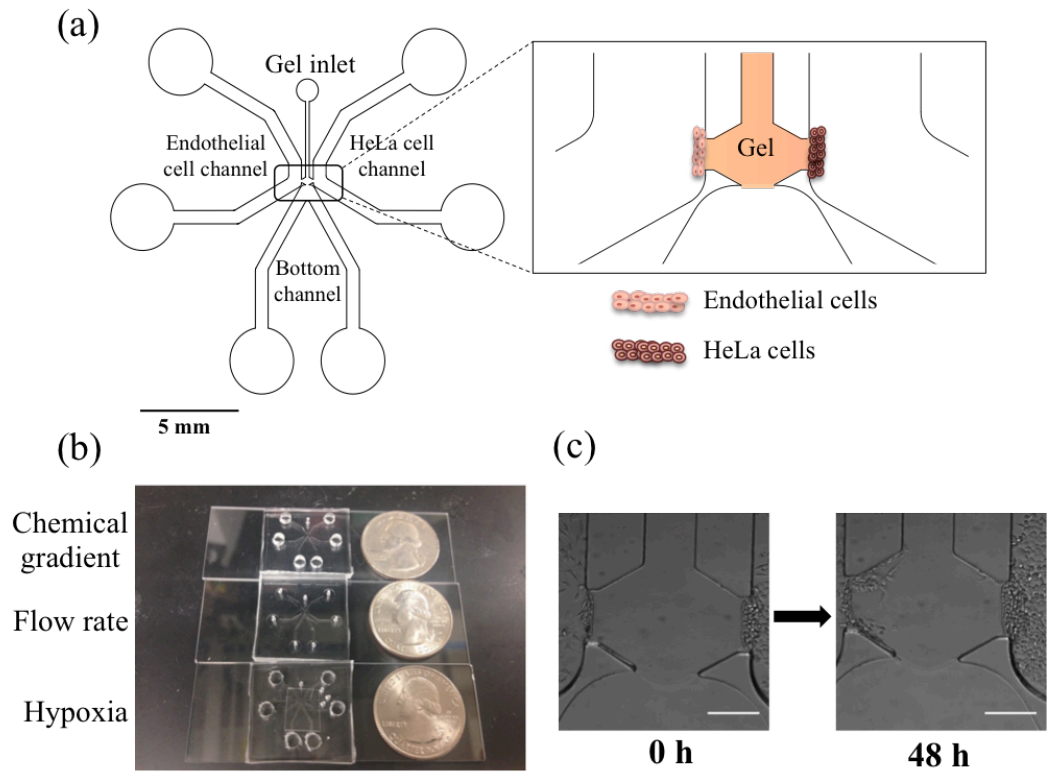 (a)
Gel inlet
Endothelial
cell channel
HeLa cell
channel
Bottom
channel
5 mm
Gel
Endothelial cells
HeLa cells
(b)
Chemical
gradient
Flow rate
Hypoxia
(c)
0 h
48 h